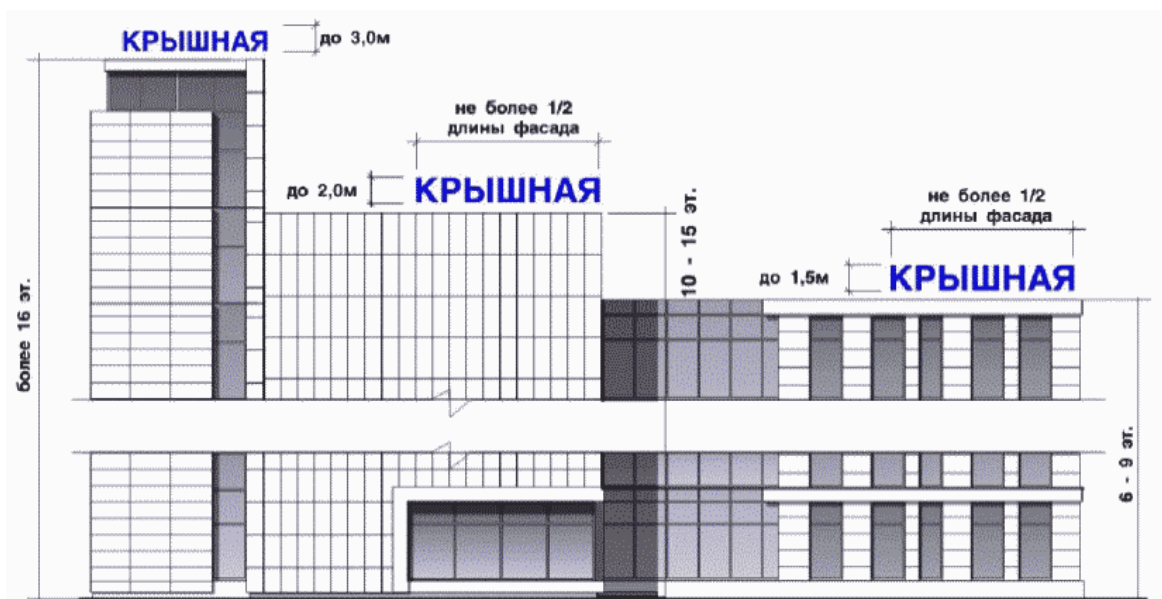 КРЫШНАЯ
до 3,0м
не более 1/2
длины фасада
до 2,0м
КРЫШНАЯ
10 - 15 эт.
не более 1/2
длины фасада
до 1,5м
КРЫШНАЯ
более 16 эт.
6 - 9 эт.